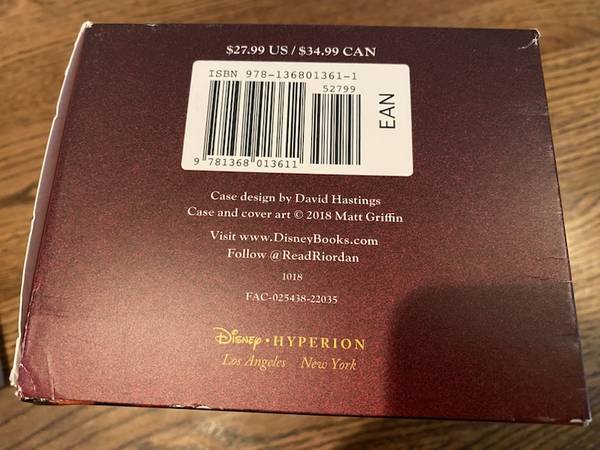 $27.99 US / $34.99 CAN
ISBN 978-136801361-1
52799
EAN
9 781368 013611
Case design by David Hastings
Case and cover art © 2018 Matt Griffin
Visit www.DisneyBooks.com
Follow @ReadRiordan
1018
FAC-025438-22035
Disney • HYPERION
Los Angeles New York